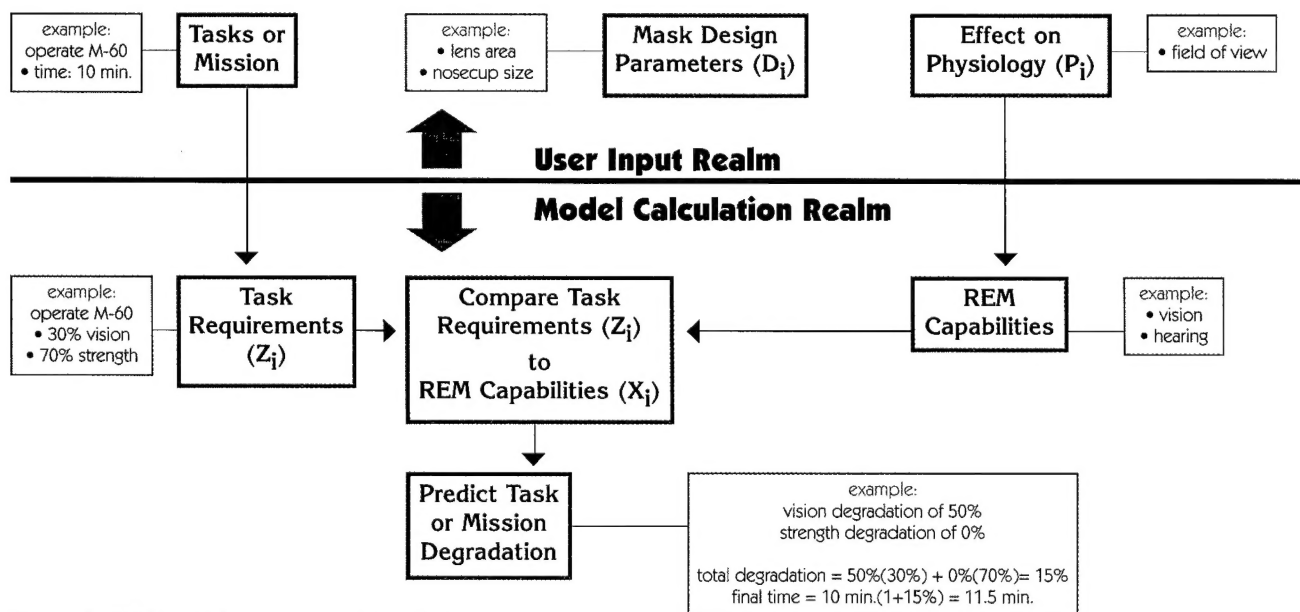 example:
operate M-60
• time: 10 min.
Tasks or
Mission
example:
• lens area
• nosecup size
Mask Design
Parameters (Di)
Effect on
Physiology (Pi)
example:
• field of view
User Input Realm
Model Calculation Realm
example:
operate M-60
• 30% vision
• 70% strength
Task
Requirements
(Zi)
Compare Task
Requirements (Zi)
to
REM Capabilities (Xi)
REM
Capabilities
example:
• vision
• hearing
Predict Task
or Mission
Degradation
example:
vision degradation of 50%
strength degradation of 0%
total degradation = 50%(30%) + 0%(70%)= 15%
final time = 10 min.(1+15%) = 11.5 min.